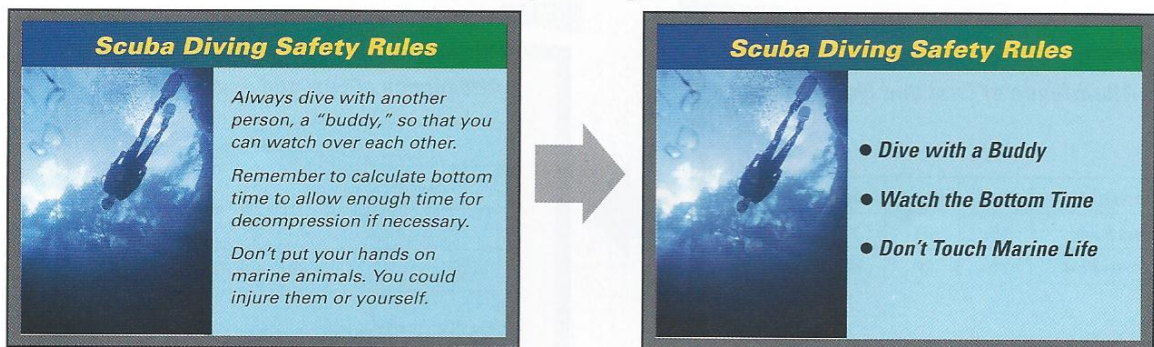 Scuba Diving Safety Rules
Always dive with another
person, a “buddy,” so that you
can watch over each other.
Remember to calculate bottom
time to allow enough time for
decompression if necessary.
Don’t put your hands on
marine animals. You could
injure them or yourself.
Scuba Diving Safety Rules
● Dive with a Buddy
● Watch the Bottom Time
● Don’t Touch Marine Life